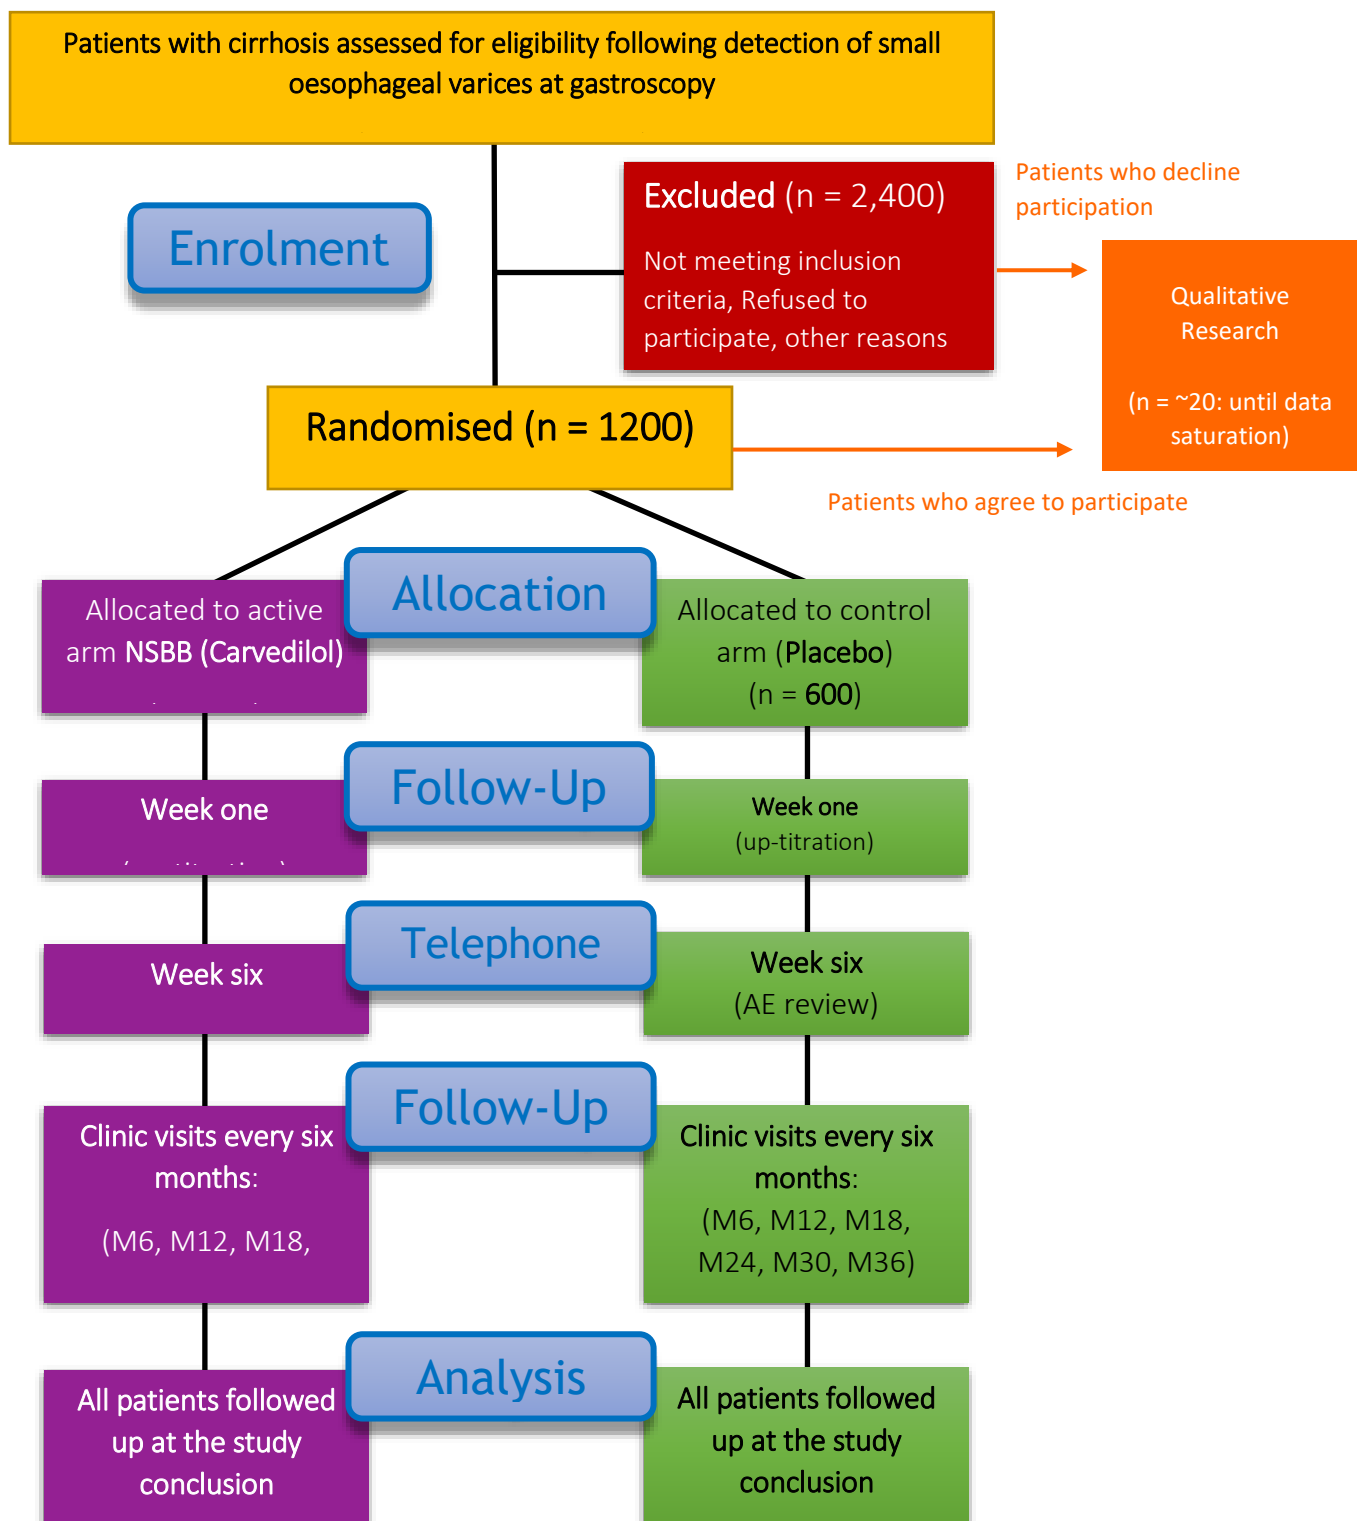 Patients with cirrhosis assessed for eligibility following detection of small
oesophageal varices at gastroscopy
Enrolment
Excluded (n = 2,400)
Not meeting inclusion
criteria, Refused to
participate, other reasons
Patients who decline
participation
Qualitative
Research
(n = ~20: until data
saturation)
Randomised (n = 1200)
Patients who agree to participate
Allocation
Allocated to active
arm NSBB (Carvedilol)
Allocated to control
arm (Placebo)
(n = 600)
Follow-Up
Week one
Week one
(up-titration)
Telephone
Week six
Week six
(AE review)
Follow-Up
Clinic visits every six
months:
(M6, M12, M18,
Clinic visits every six
months:
(M6, M12, M18,
M24, M30, M36)
Analysis
All patients followed
up at the study
conclusion
All patients followed
up at the study
conclusion